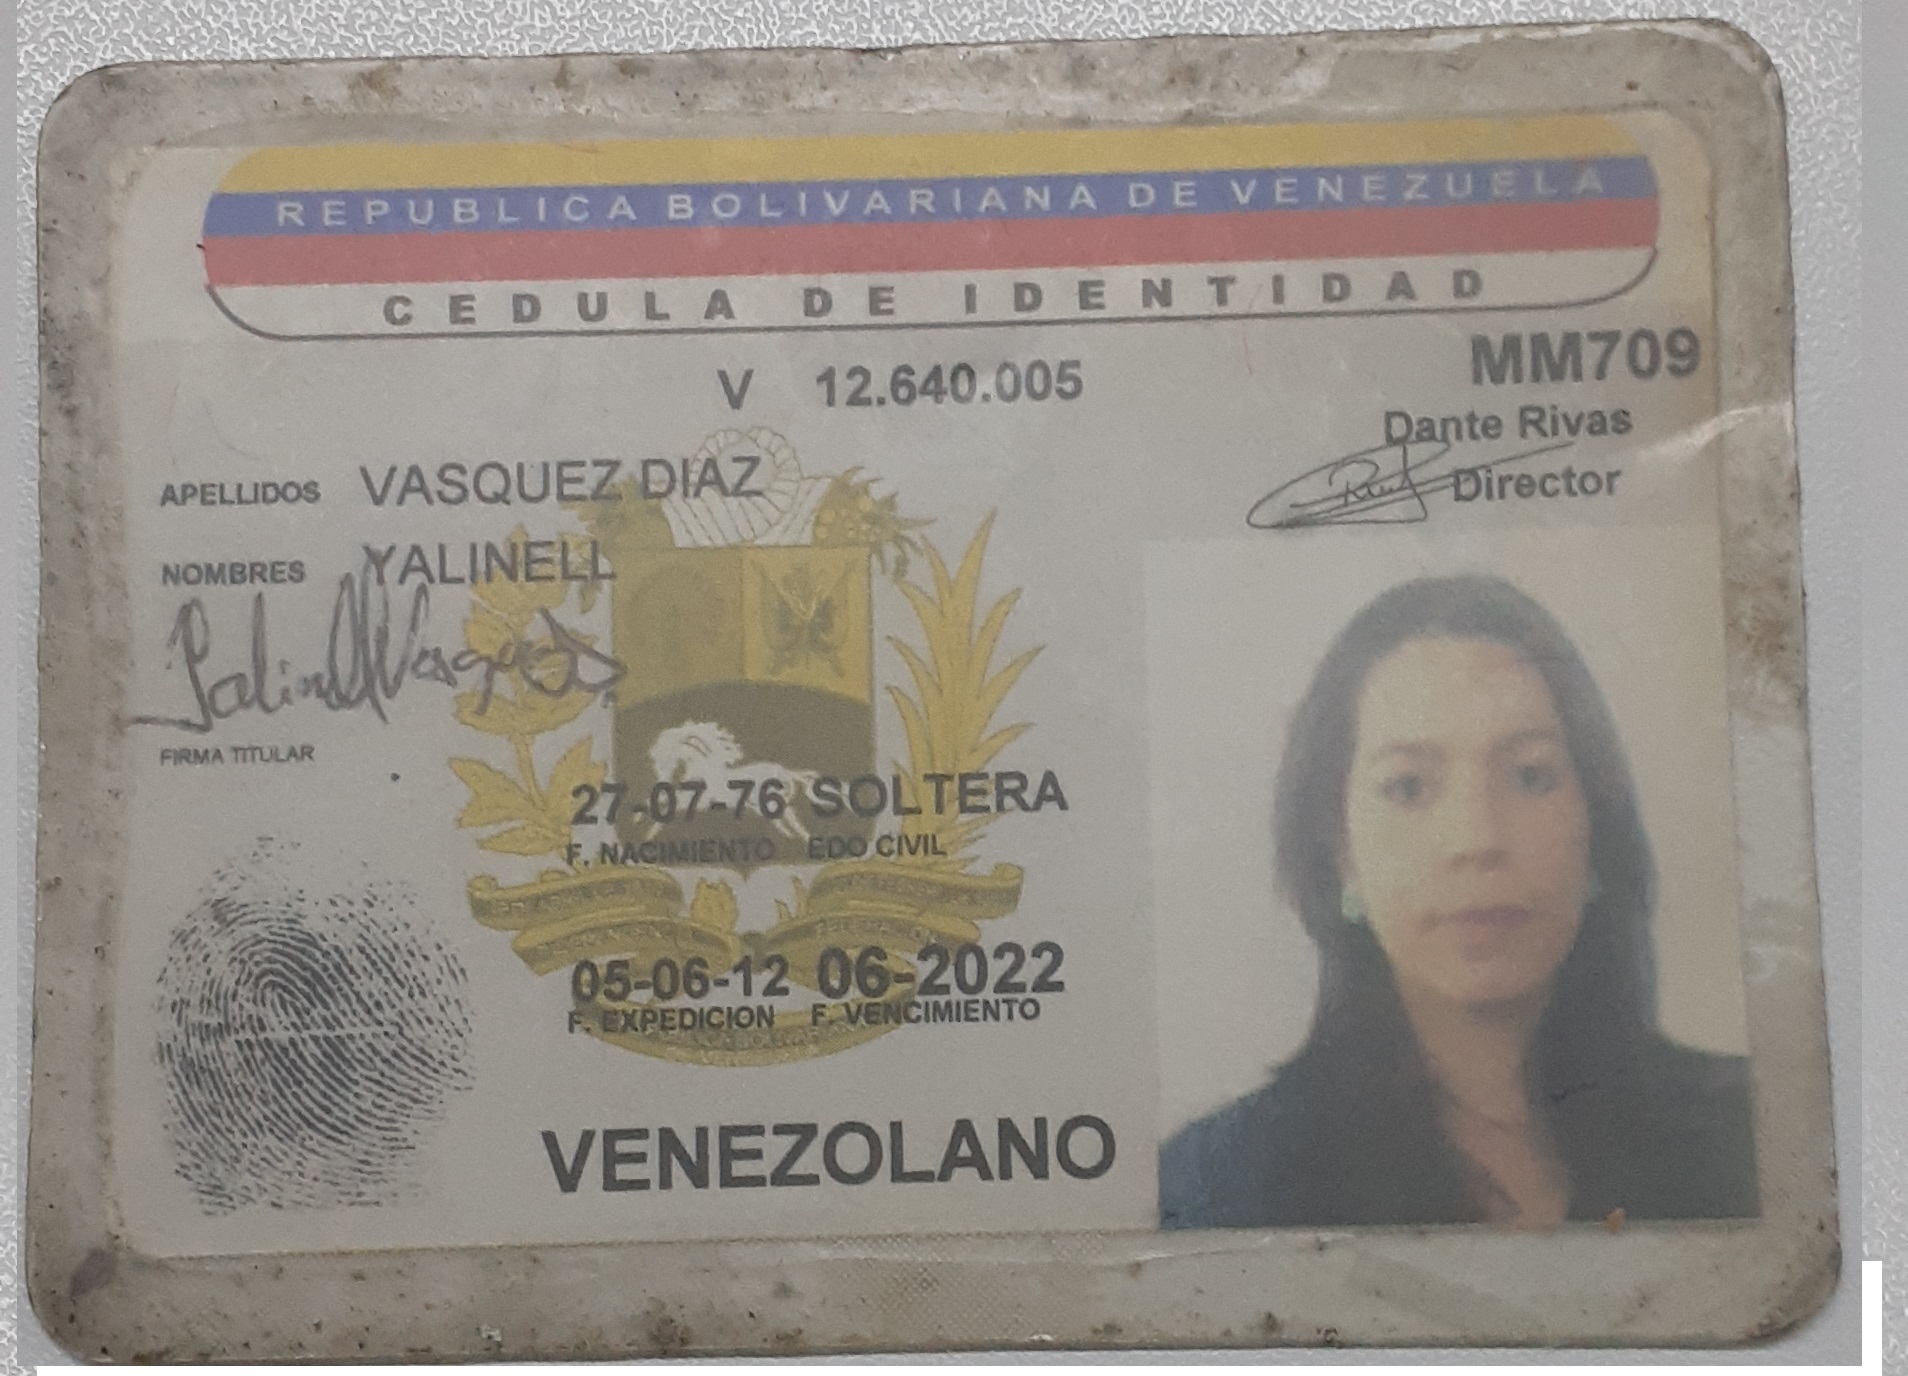 REPUBLICA BOLIVARIANA DE VENEZUELA
CEDULA DE IDENTIDAD
V 12.640.005
MM709
Dante Rivas
Director
APELLIDOS VASQUEZ DIAZ
NOMBRES YALINELL
FIRMA TITULAR
27-07-76 SOLTERA
F. NACIMIENTO EDO CIVIL
05-06-12 06-2022
F. EXPEDICION F. VENCIMIENTO
VENEZOLANO